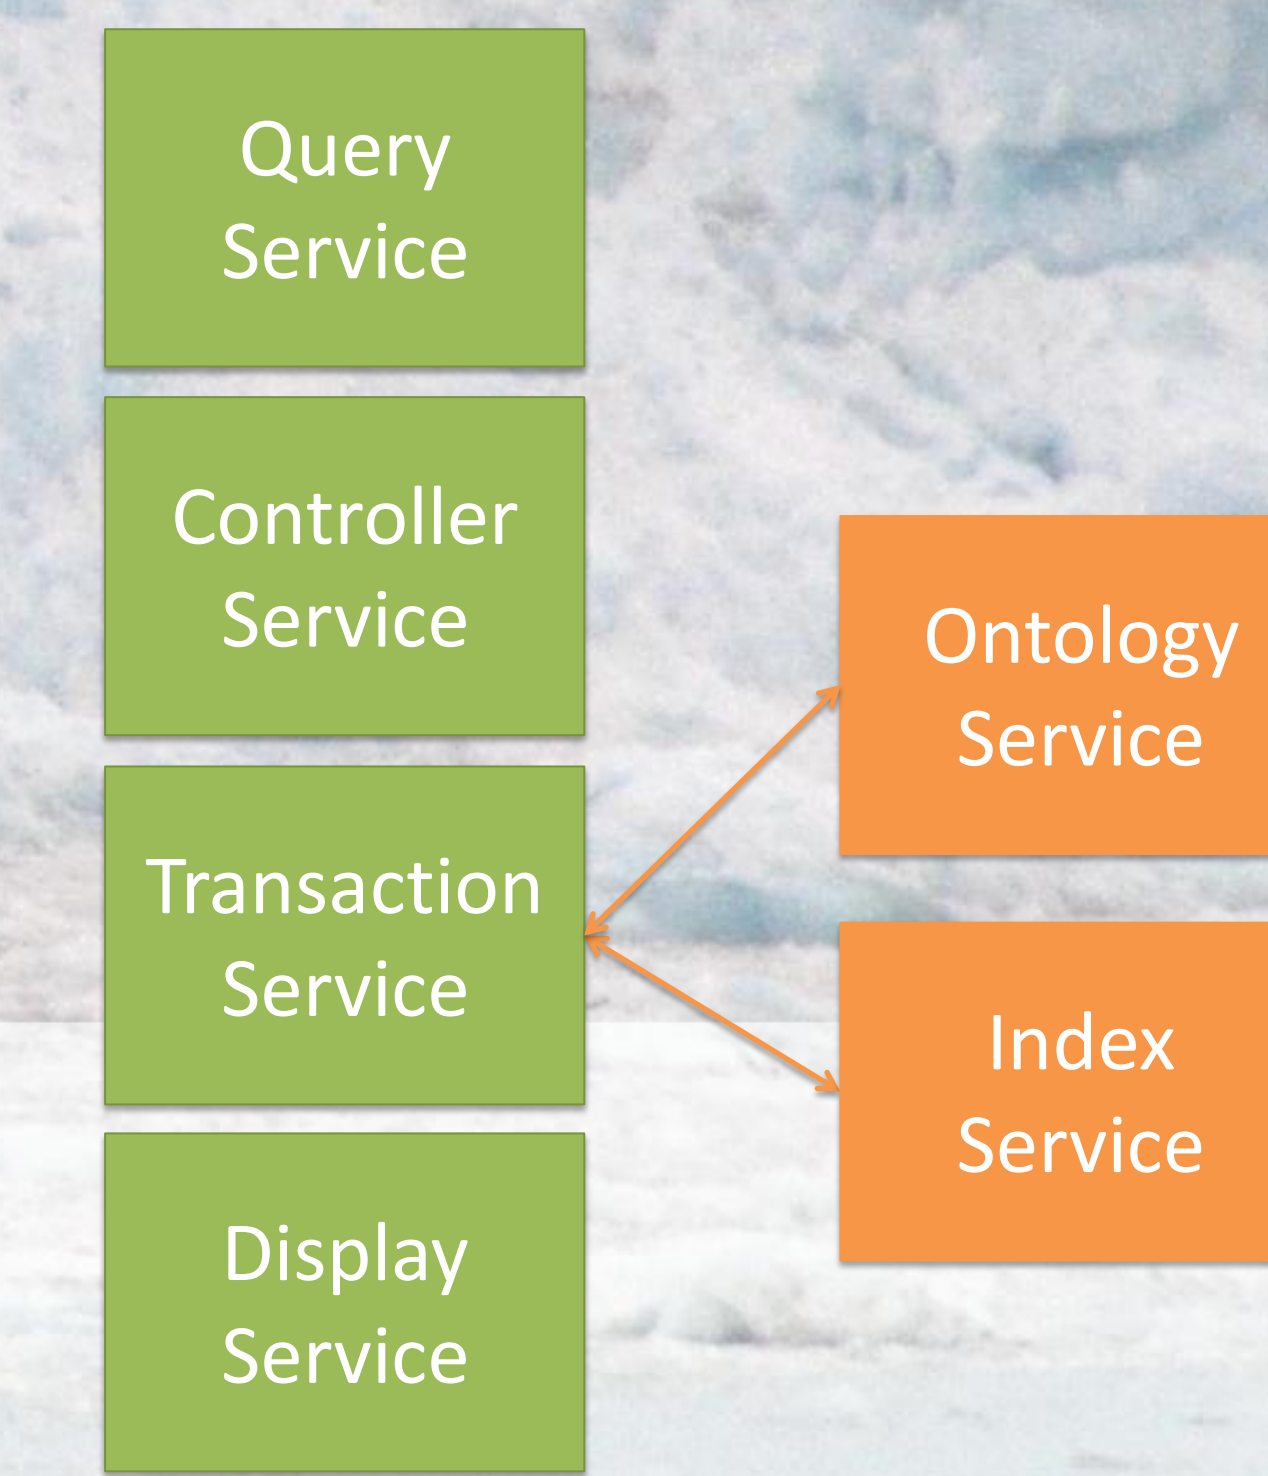 Query
Service
Controller
Service
Transaction
Service
Display
Service
Ontology
Service
Index
Service